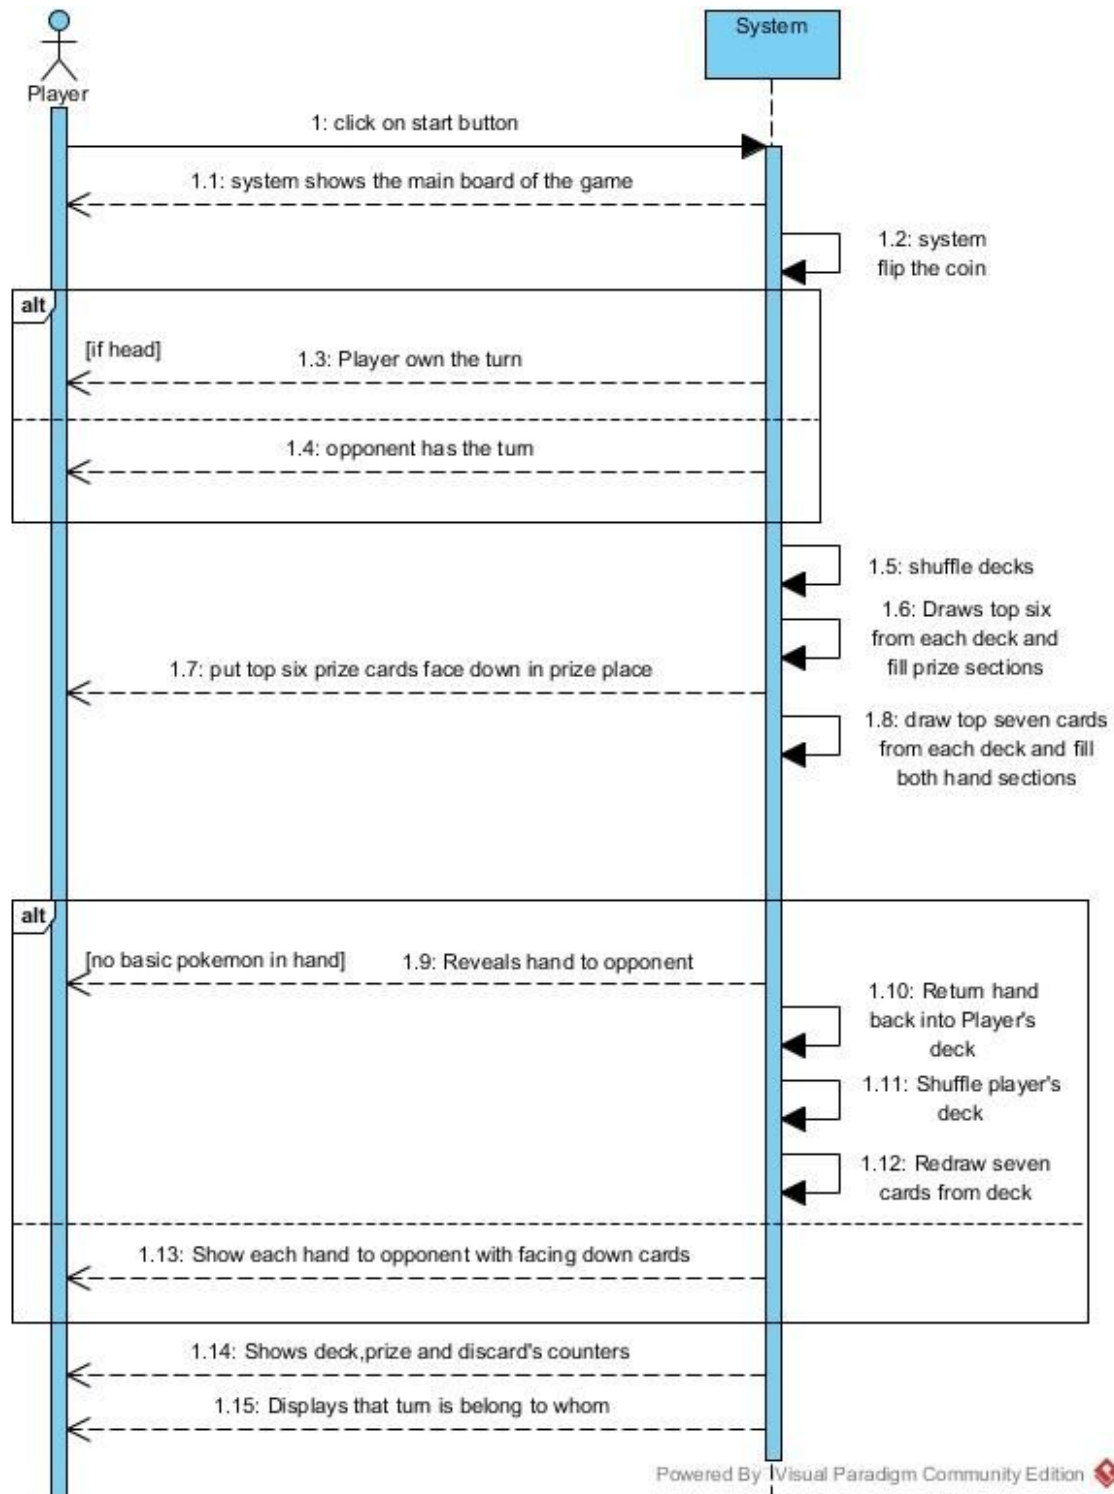 System
Player
1: click on start button
1.1: system shows the main board of the game
1.2: system
flip the coin
alt
[if head]
1.3: Player own the turn
1.4: opponent has the turn
1.5: shuffle decks
1.6: Draws top six
from each deck and
fill prize sections
1.7: put top six prize cards face down in prize place
1.8: draw top seven cards
from each deck and fill
both hand sections
alt
[no basic pokemon in hand]
1.9: Reveals hand to opponent
1.10: Return hand
back into Player's
deck
1.11: Shuffle player's
deck
1.12: Redraw seven
cards from deck
1.13: Show each hand to opponent with facing down cards
1.14: Shows deck,prize and discard's counters
1.15: Displays that turn is belong to whom
Powered By Visual Paradigm Community Edition